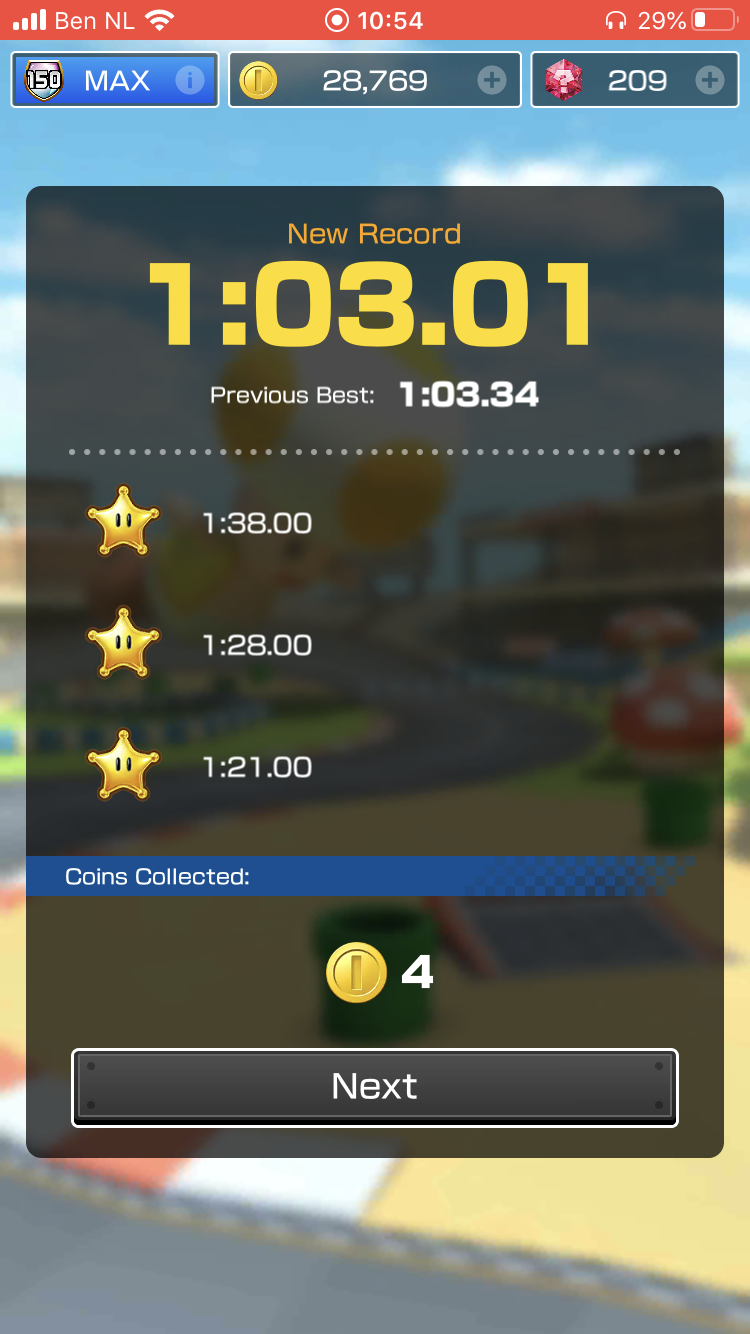 Ben NL 10:54 29%
150 MAX i 28,769 + 209 +
New Record
1:03.01
Previous Best: 1:03.34
1:38.00
1:28.00
1:21.00
Coins Collected:
4
Next